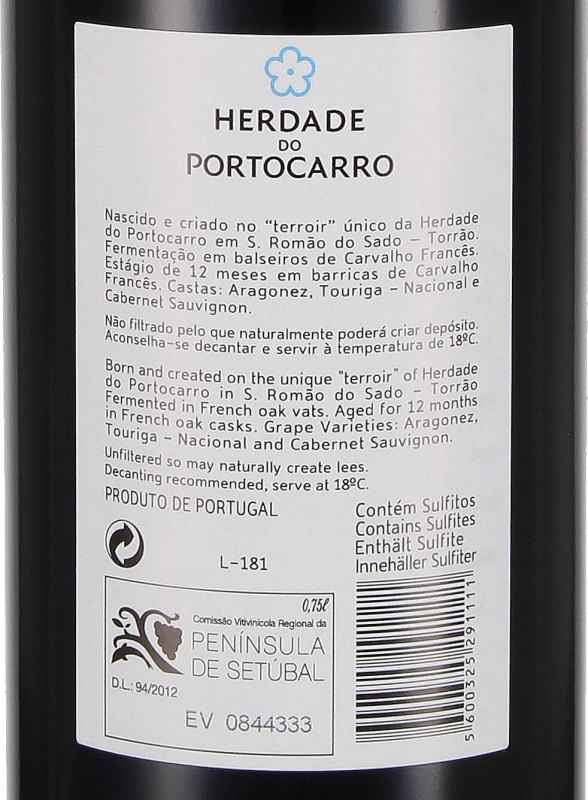 HERDADE
DO
PORTOCARRO
Nascido e criado no “terroir” único da Herdade
do Portocarro em S. Romão do Sado – Torrão.
Fermentação em balseiros de Carvalho Francês.
Estágio de 12 meses em barricas de Carvalho
Francês. Castas: Aragonez, Touriga – Nacional e
Cabernet Sauvignon.
Não filtrado pelo que naturalmente poderá criar depósito.
Aconselha-se decantar e servir à temperatura de 18ºC.
Born and created on the unique "terroir" of Herdade
do Portocarro in S. Romão do Sado – Torrão
Fermented in French oak vats. Aged for 12 months
in French oak casks. Grape Varieties: Aragonez,
Touriga – Nacional and Cabernet Sauvignon.
Unfiltered so may naturally create lees.
Decanting recommended, serve at 18ºC.
PRODUTO DE PORTUGAL
Contém Sulfitos
Contains Sulfites
Enthält Sulfite
Innehäller Sulfiter
L-181
0,75ℓ
Comissão Vitivinícola Regional da
PENÍNSULA
DE SETÚBAL
D.L.: 94/2012
EV 0844333
5 600325 291111